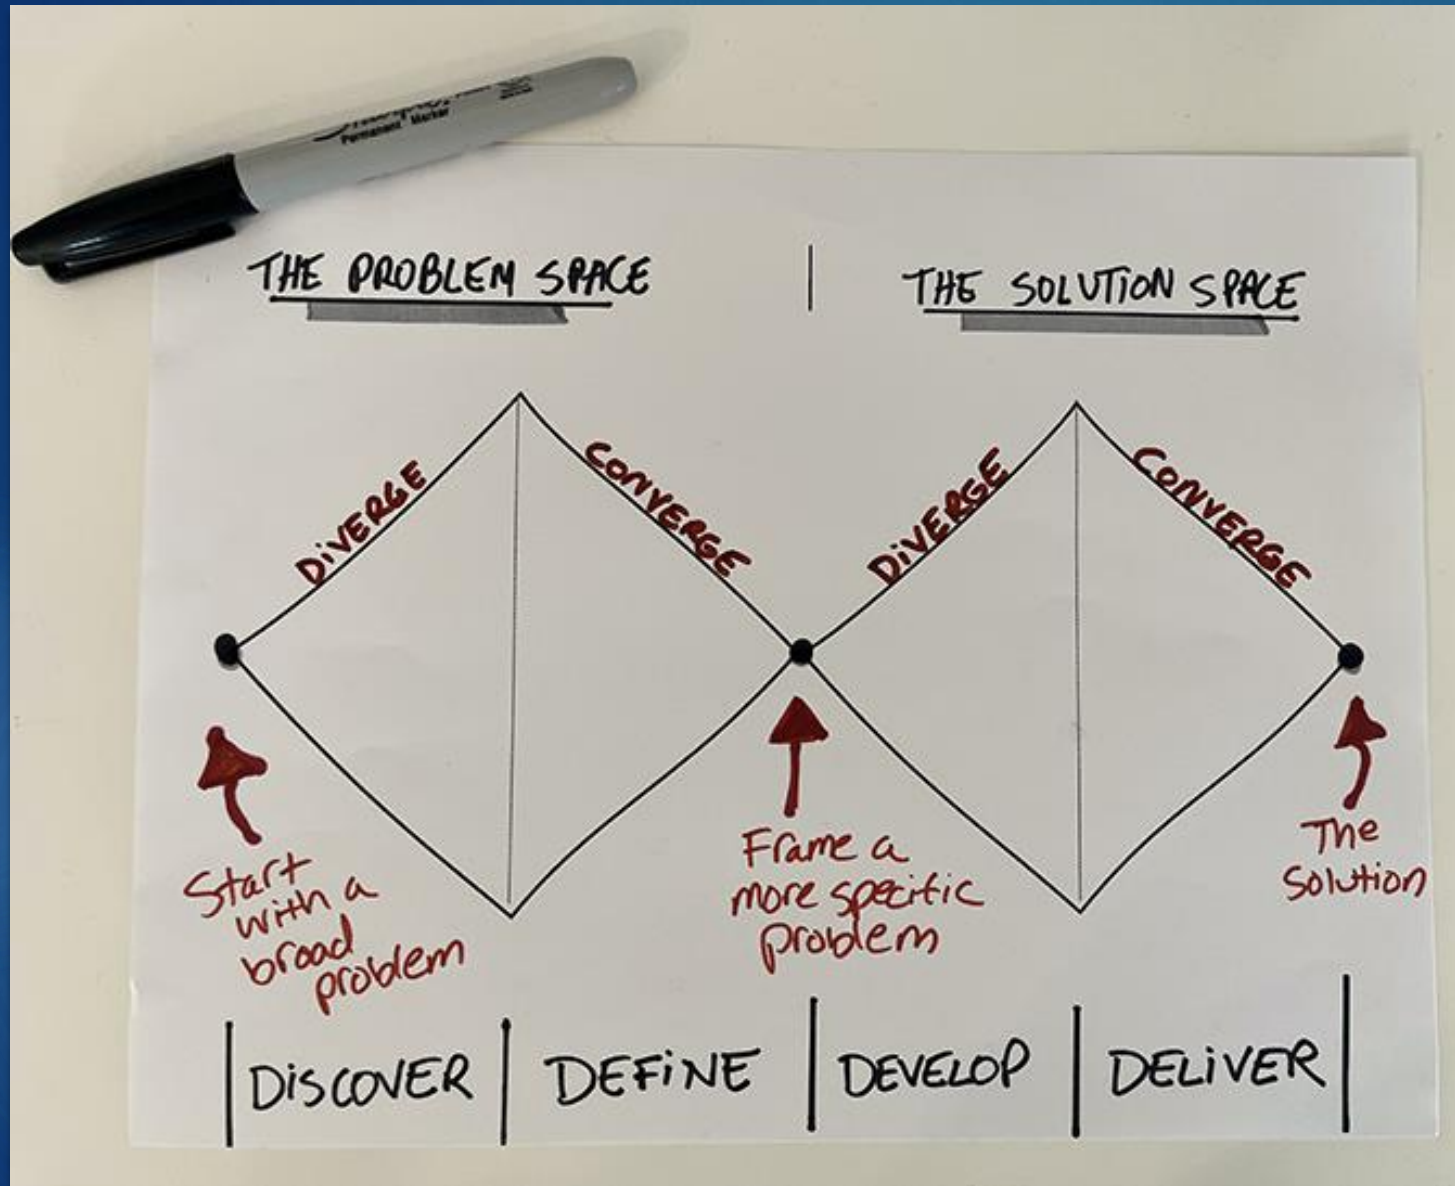 Permanent Marker
THE PROBLEM SPACE
THE SOLUTION SPACE
DiVERGE
CONVERGE
DiVERGE
CONVERGE
Start
with a
broad
problem
Frame a
more specific
problem
The
Solution
DiSCOVER
DEFiNE
DEVELOP
DELiVER